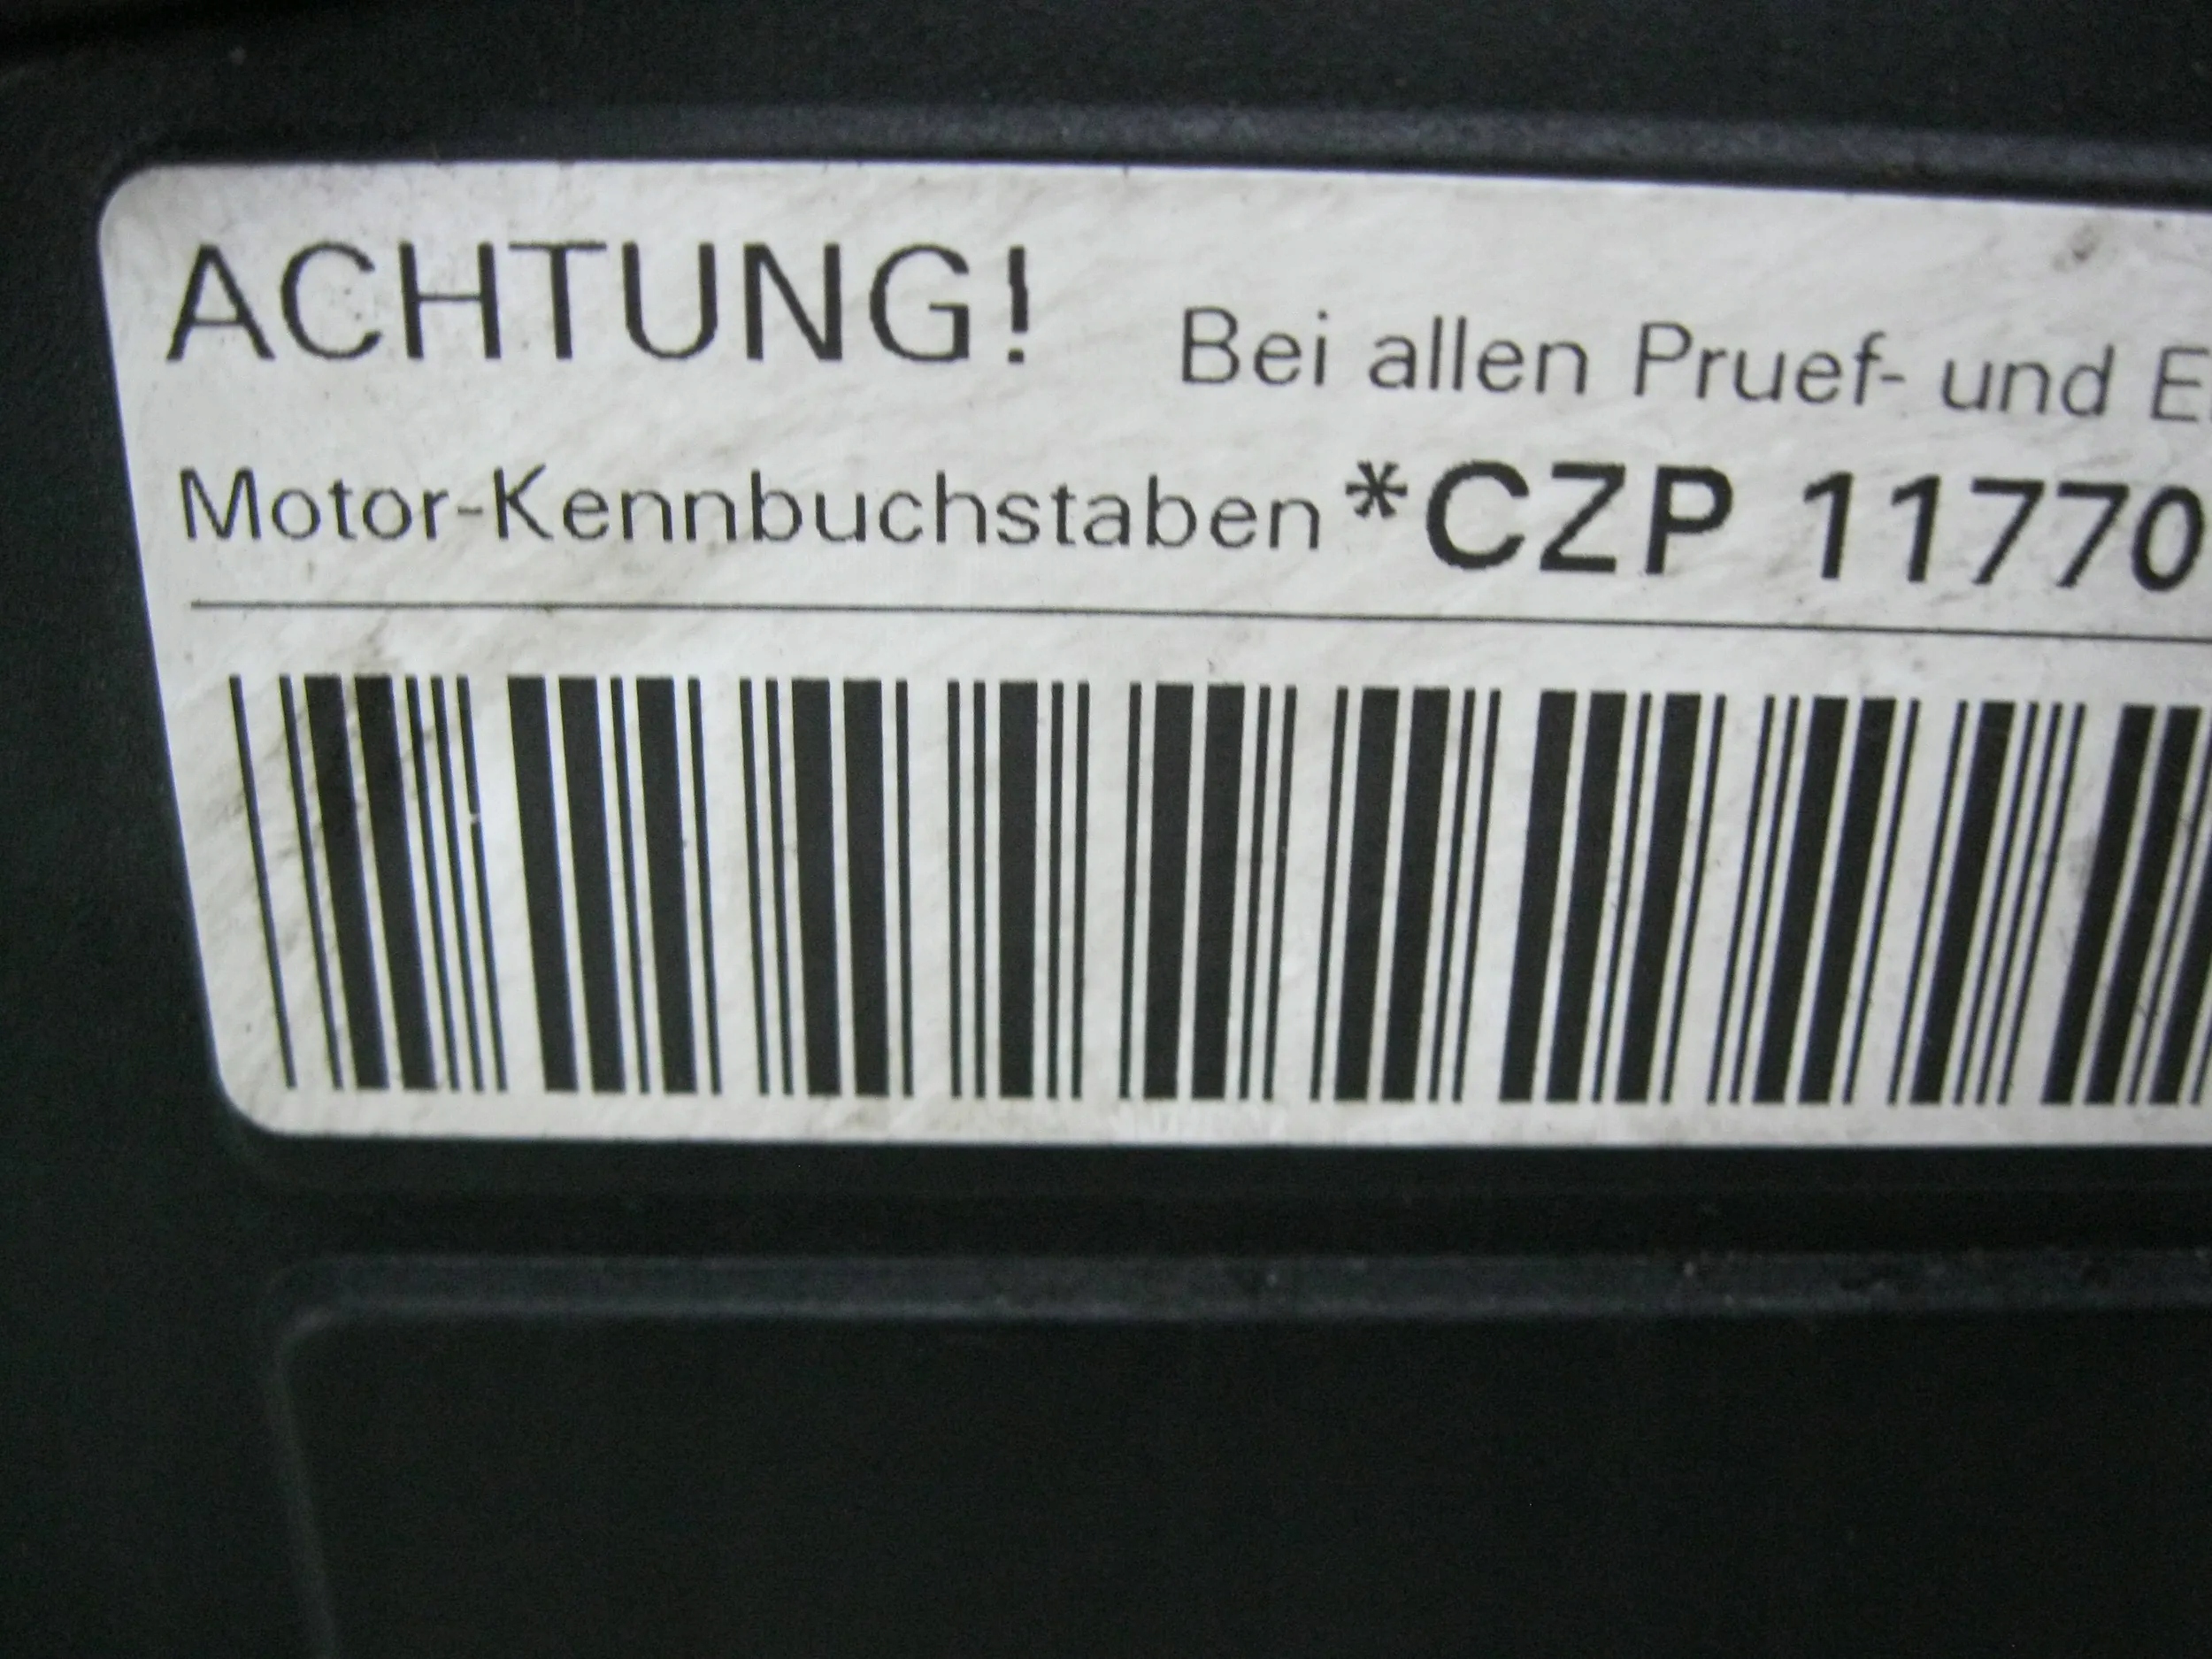 ACHTUNG! Bei allen Pruef- und E
Motor-Kennbuchstaben *CZP 11770